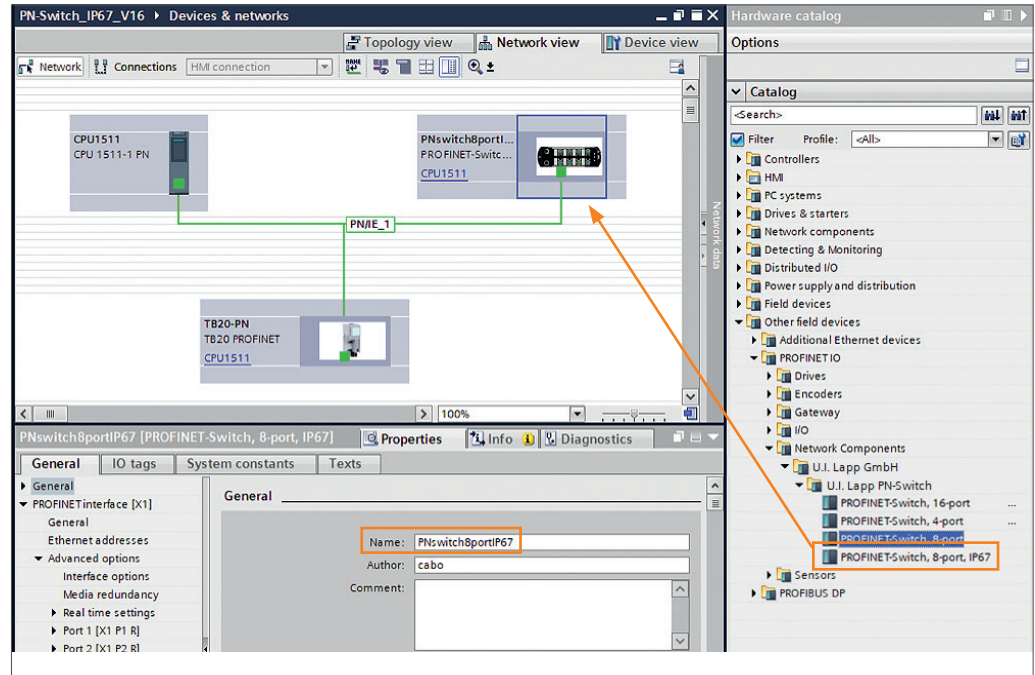 PN-Switch_IP67_V16 ▸ Devices & networks
Topology view
Network view
Device view
Network
Connections
HMI connection
CPU1511
CPU 1511-1 PN
PNswitch8portI...
PROFINET-Switc...
CPU1511
PN/IE_1
TB20-PN
TB20 PROFINET
CPU1511
100%
Network data
PNswitch8portIP67 [PROFINET-Switch, 8-port, IP67]
Properties
Info
Diagnostics
General
IO tags
System constants
Texts
General
PROFINET interface [X1]
General
Ethernet addresses
Advanced options
Interface options
Media redundancy
Real time settings
Port 1 [X1 P1 R]
Port 2 [X1 P2 R]
General
Name: PNswitch8portIP67
Author: cabo
Comment:
Hardware catalog
Options
Catalog
<Search>
Filter Profile: <All>
Controllers
HMI
PC systems
Drives & starters
Network components
Detecting & Monitoring
Distributed I/O
Power supply and distribution
Field devices
Other field devices
Additional Ethernet devices
PROFINET IO
Drives
Encoders
Gateway
I/O
Network Components
U.I. Lapp GmbH
U.I. Lapp PN-Switch
PROFINET-Switch, 16-port ...
PROFINET-Switch, 4-port ...
PROFINET-Switch, 8-port
PROFINET-Switch, 8-port, IP67
Sensors
PROFIBUS DP